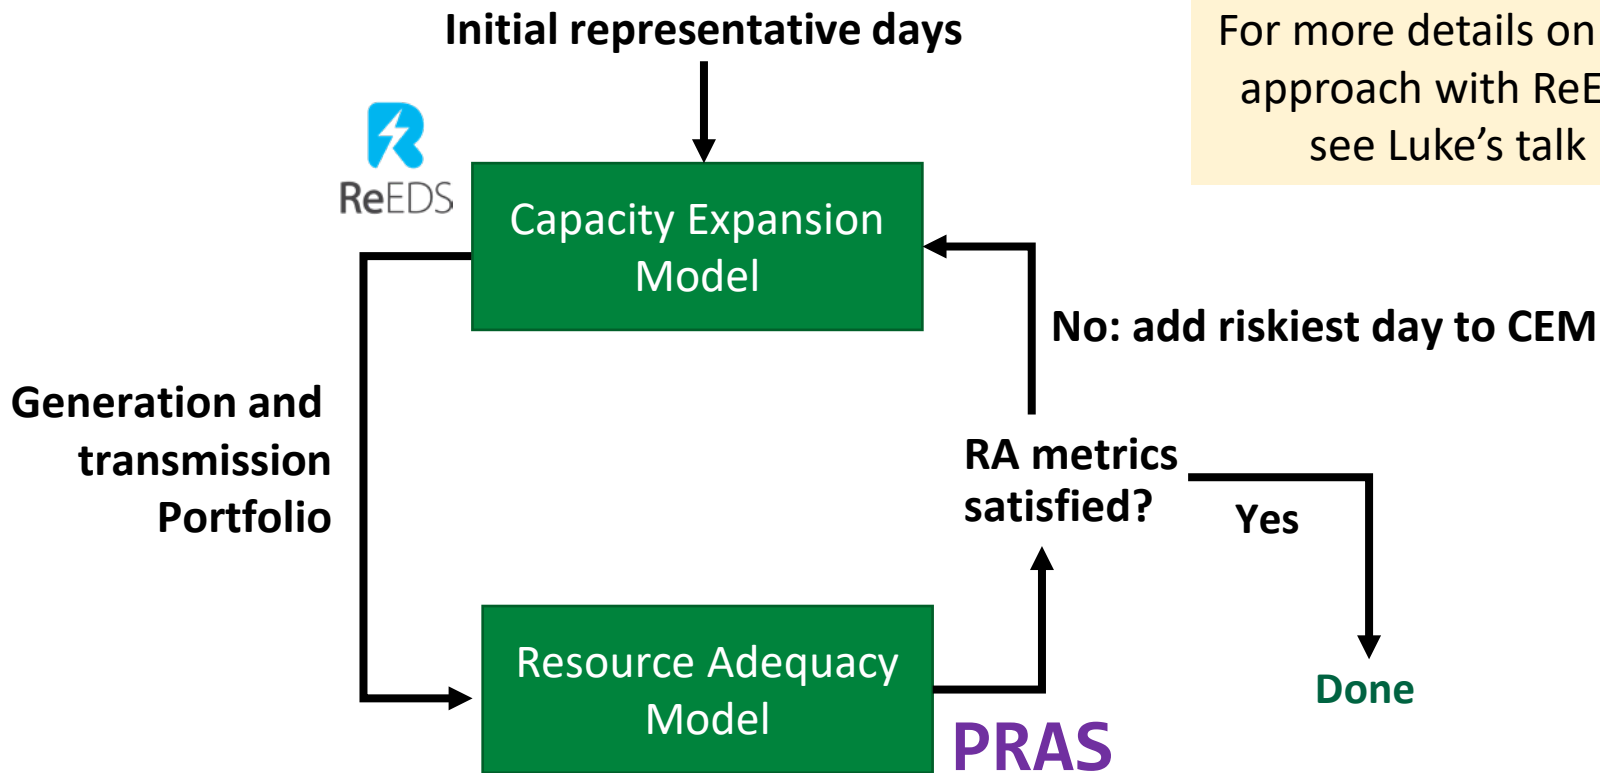 Initial representative days
For more details on
approach with ReE
see Luke's talk
ReEDS
Capacity Expansion
Model
No: add riskiest day to CEM
Generation and
transmission
Portfolio
RA metrics
satisfied?
Yes
Resource Adequacy
Model
Done
PRAS